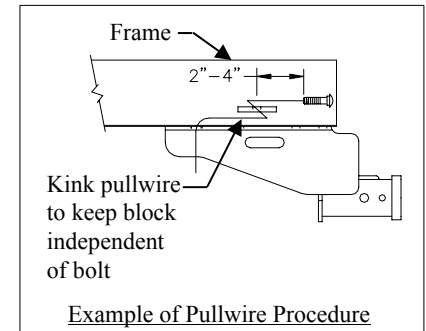 Frame
2"-4"
Kink pullwire
to keep block
independent
of bolt
Example of Pullwire Procedure